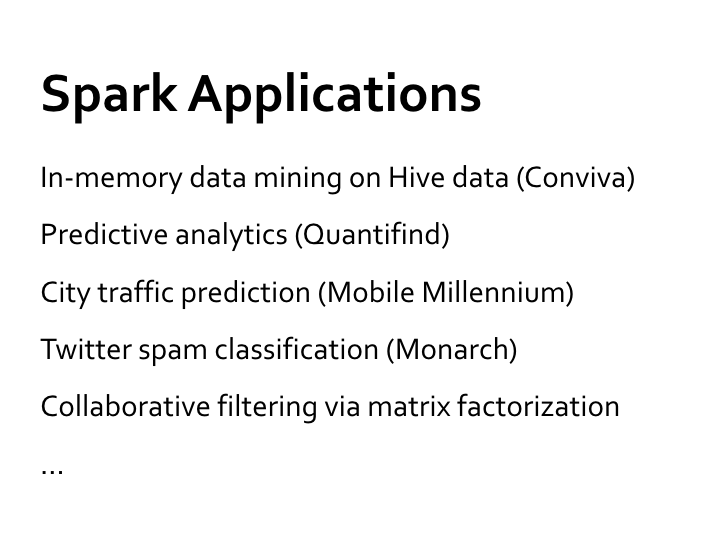 Spark Applications
In-memory data mining on Hive data (Conviva)
Predictive analytics (Quantifind)
City traffic prediction (Mobile Millennium)
Twitter spam classification (Monarch)
Collaborative filtering via matrix factorization
…